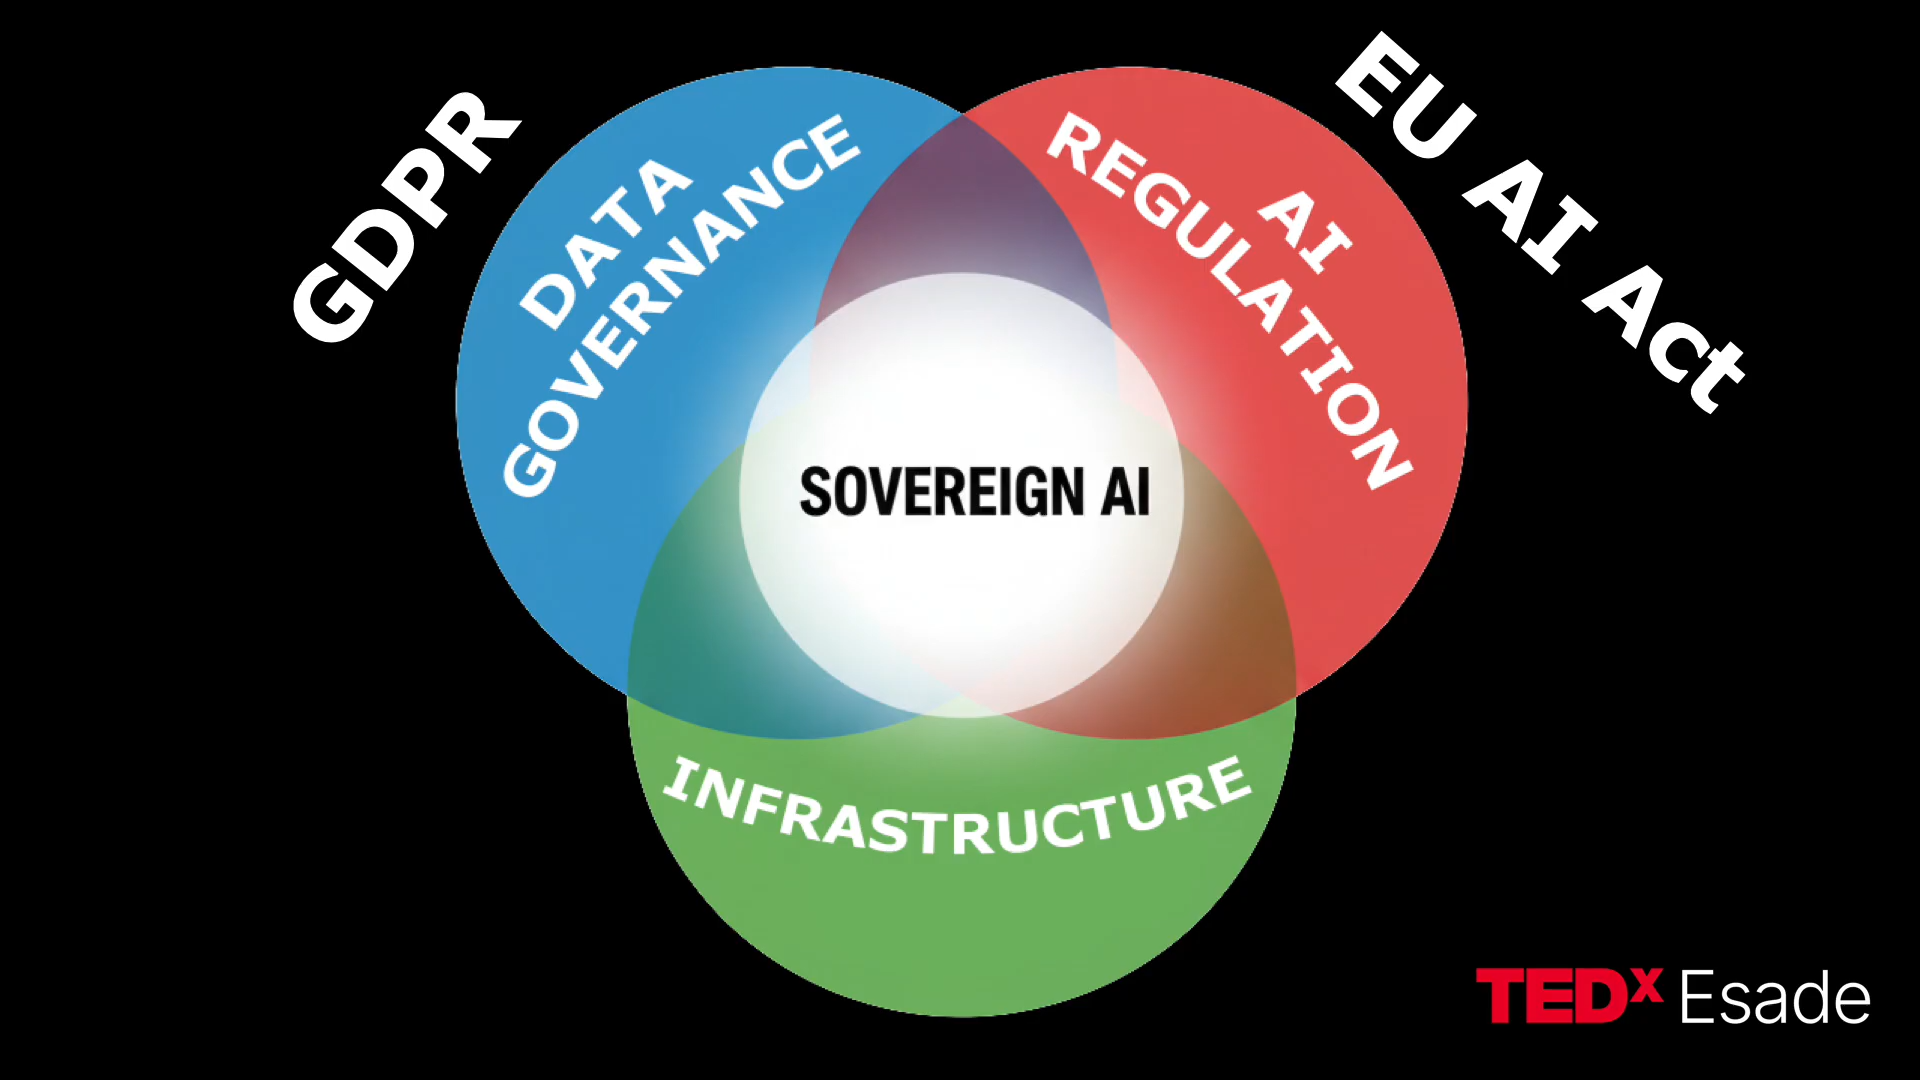 GDPR
DATA
GOVERNANCE
EU AI Act
AI
REGULATION
SOVEREIGN AI
INFRASTRUCTURE
TEDx Esade